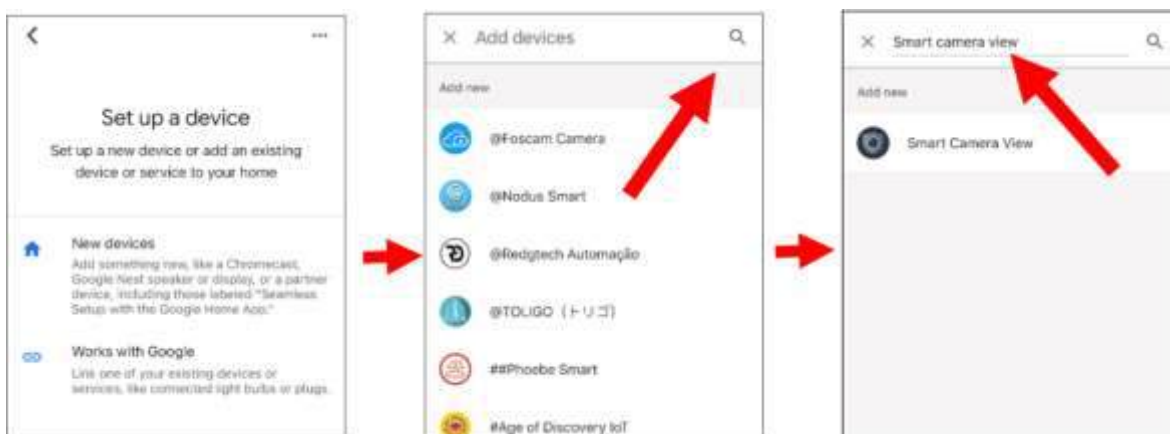 Set up a device
Set up a new device or add an existing
device or service to your home
New devices
Add something new, like a Chromecast,
Google Nest speaker or display, or a partner
device, including those labeled "Seamless
Setup with the Google Home App."
Works with Google
Link one of your existing devices or
services, like connected light bulbs or plugs.
Add devices
Add new
@Foscam Camera
@Nodus Smart
@Redgtech Automação
@TOLIGO (トリゴ)
##Phoebe Smart
#Age of Discovery IoT
Smart camera view
Add new
Smart Camera View